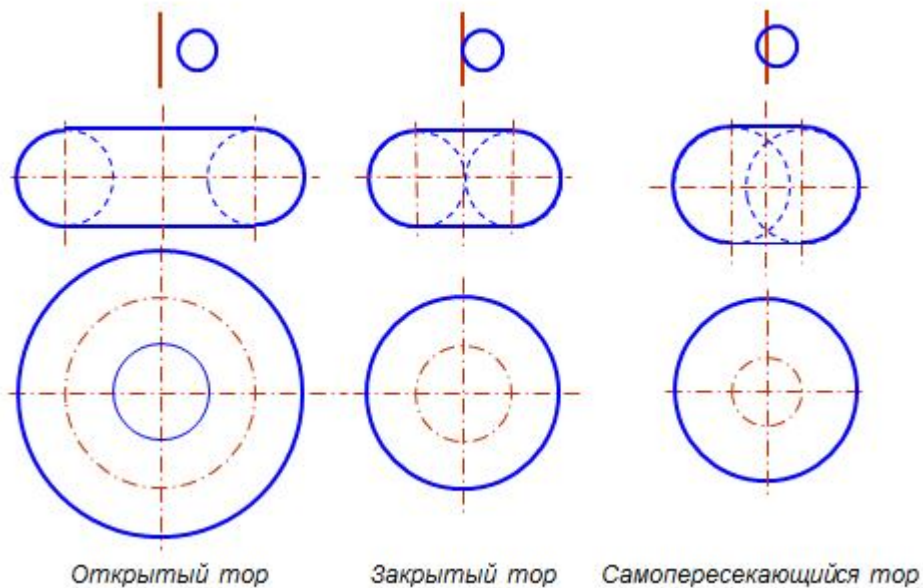 Открытый тор
Закрытый тор
Самопересекающийся тор